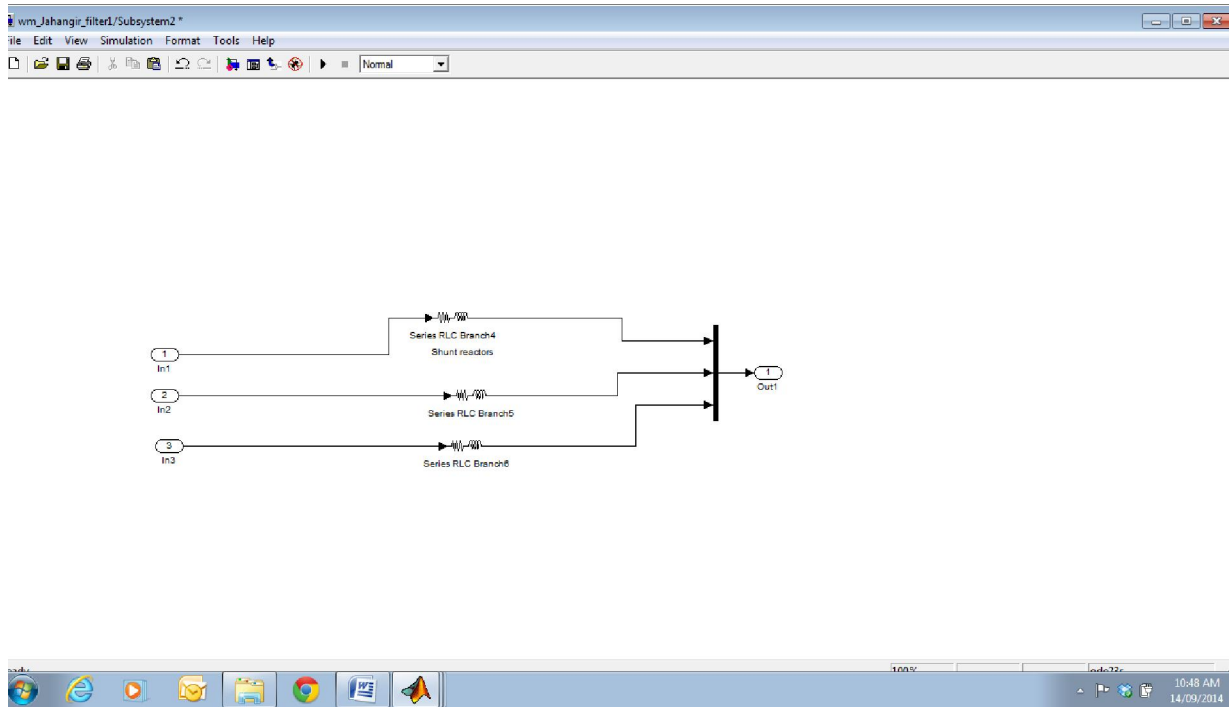 wm_Jahangir_filter1/Subsystem2 *
File Edit View Simulation Format Tools Help
Normal
Series RLC Branch4
Shunt reactors
1
In1
1
Out1
2
In2
Series RLC Branch5
3
In3
Series RLC Branch6
100%
10:48 AM
14/09/2014